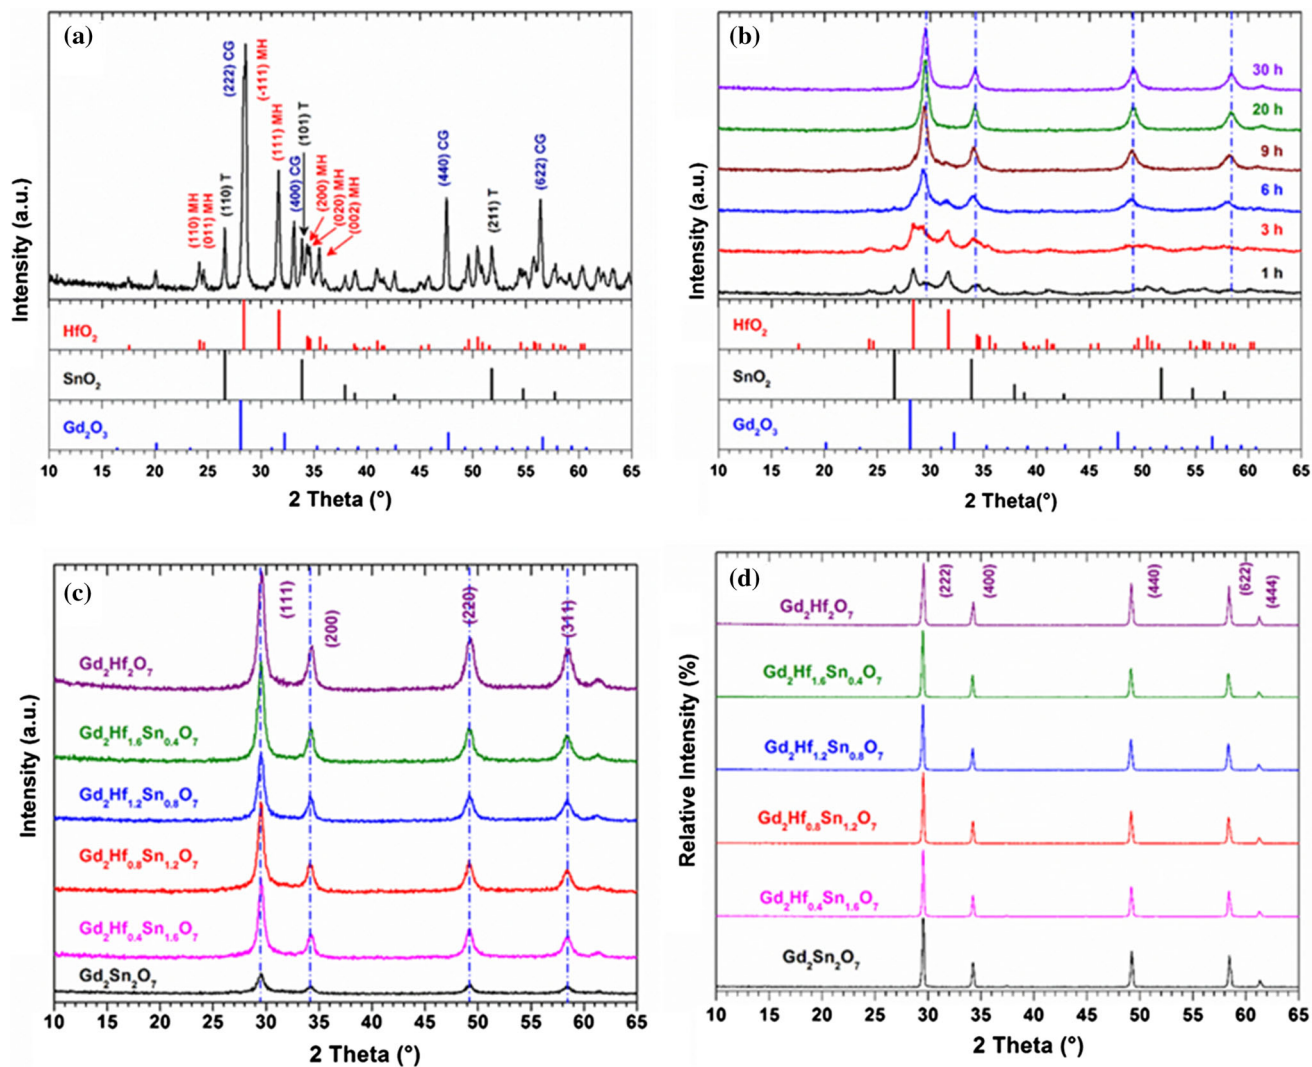 (a)
Intensity (a.u.)
(110) MH
(011) MH
(110) T
(222) CG
(-111) MH
(111) MH
(400) CG
(101) T
(200) MH
(020) MH
(002) MH
(440) CG
(211) T
(622) CG
HfO₂
SnO₂
Gd₂O₃
10 15 20 25 30 35 40 45 50 55 60 65
2 Theta (°)
(b)
Intensity (a.u.)
30 h
20 h
9 h
6 h
3 h
1 h
HfO₂
SnO₂
Gd₂O₃
10 15 20 25 30 35 40 45 50 55 60 65
2 Theta(°)
(c)
Intensity (a.u.)
(111)
(200)
(220)
(311)
Gd₂Hf₂O₇
Gd₂Hf₁.₆Sn₀.₄O₇
Gd₂Hf₁.₂Sn₀.₈O₇
Gd₂Hf₀.₈Sn₁.₂O₇
Gd₂Hf₀.₄Sn₁.₆O₇
Gd₂Sn₂O₇
10 15 20 25 30 35 40 45 50 55 60 65
2 Theta (°)
(d)
Relative Intensity (%)
(222)
(400)
(440)
(622)
(444)
Gd₂Hf₂O₇
Gd₂Hf₁.₆Sn₀.₄O₇
Gd₂Hf₁.₂Sn₀.₈O₇
Gd₂Hf₀.₈Sn₁.₂O₇
Gd₂Hf₀.₄Sn₁.₆O₇
Gd₂Sn₂O₇
10 15 20 25 30 35 40 45 50 55 60 65
2 Theta (°)